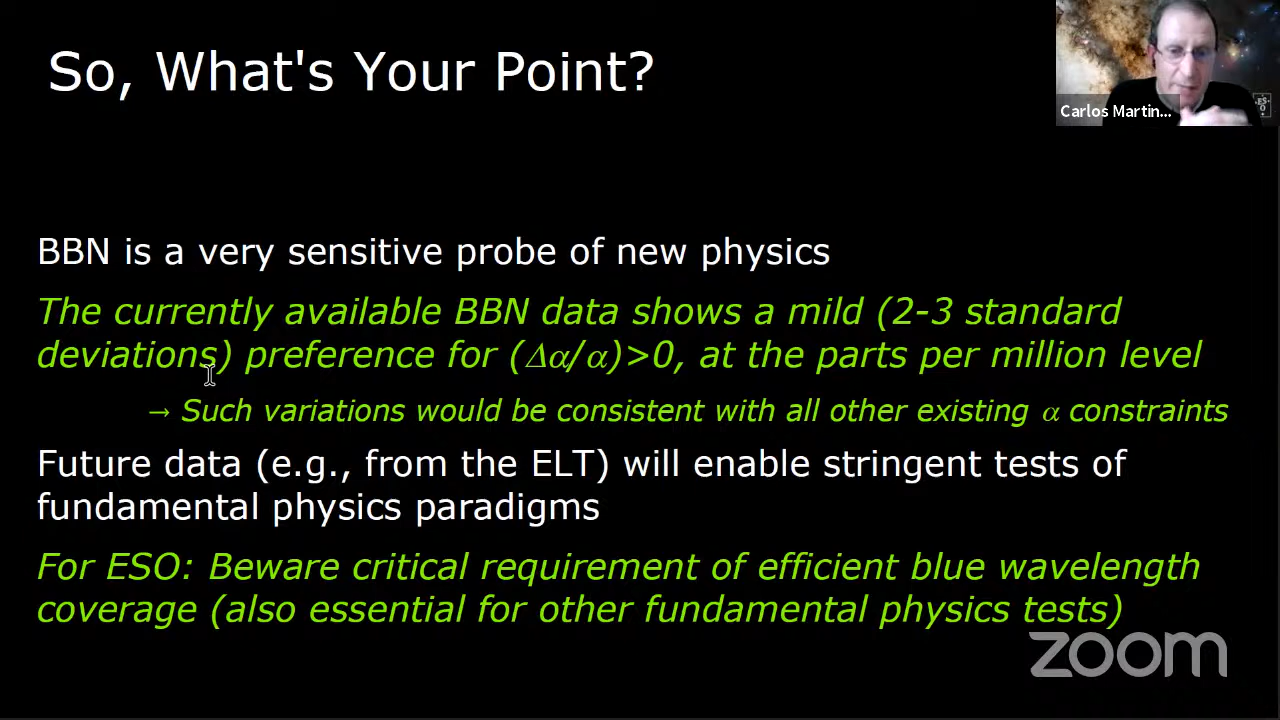 So, What's Your Point?
Carlos Martin...
ES
O
BBN is a very sensitive probe of new physics
The currently available BBN data shows a mild (2-3 standard
deviations) preference for (Δα/α)>0, at the parts per million level
→ Such variations would be consistent with all other existing α constraints
Future data (e.g., from the ELT) will enable stringent tests of
fundamental physics paradigms
For ESO: Beware critical requirement of efficient blue wavelength
coverage (also essential for other fundamental physics tests)
zoom